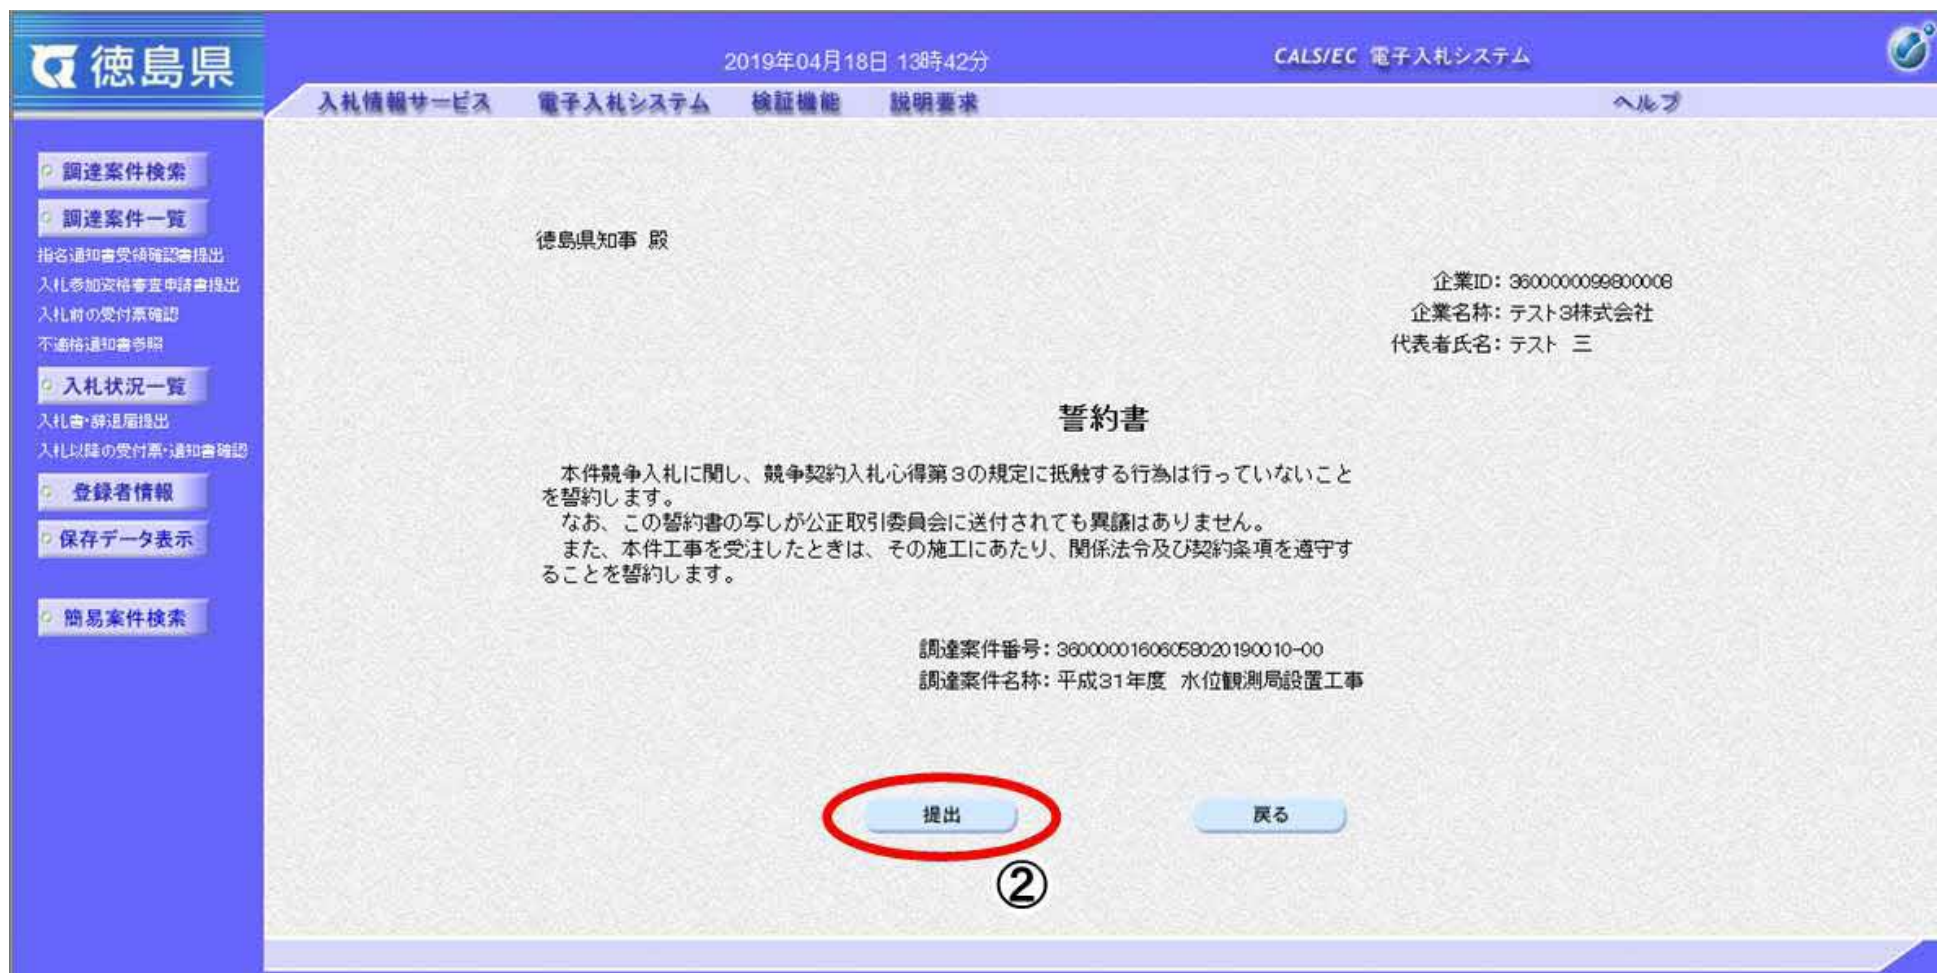 徳島県
2019年04月18日 13時42分
CALS/EC 電子入札システム
入札情報サービス 電子入札システム 検証機能 説明要求 ヘルプ
調達案件検索
調達案件一覧
指名通知書受領確認書提出
入札参加資格審査申請書提出
入札前の受付票確認
不適格通知書参照
入札状況一覧
入札書・辞退届提出
入札以降の受付票・通知書確認
登録者情報
保存データ表示
簡易案件検索
徳島県知事 殿
企業ID: 3600000099800008
企業名称: テスト3株式会社
代表者氏名: テスト 三
誓約書
本件競争入札に関し、競争契約入札心得第3の規定に抵触する行為は行っていないこと
を誓約します。
なお、この誓約書の写しが公正取引委員会に送付されても異議はありません。
また、本件工事を受注したときは、その施工にあたり、関係法令及び契約条項を遵守す
ることを誓約します。
調達案件番号: 36000001606058020190010-00
調達案件名称: 平成31年度 水位観測局設置工事
提出
戻る
②